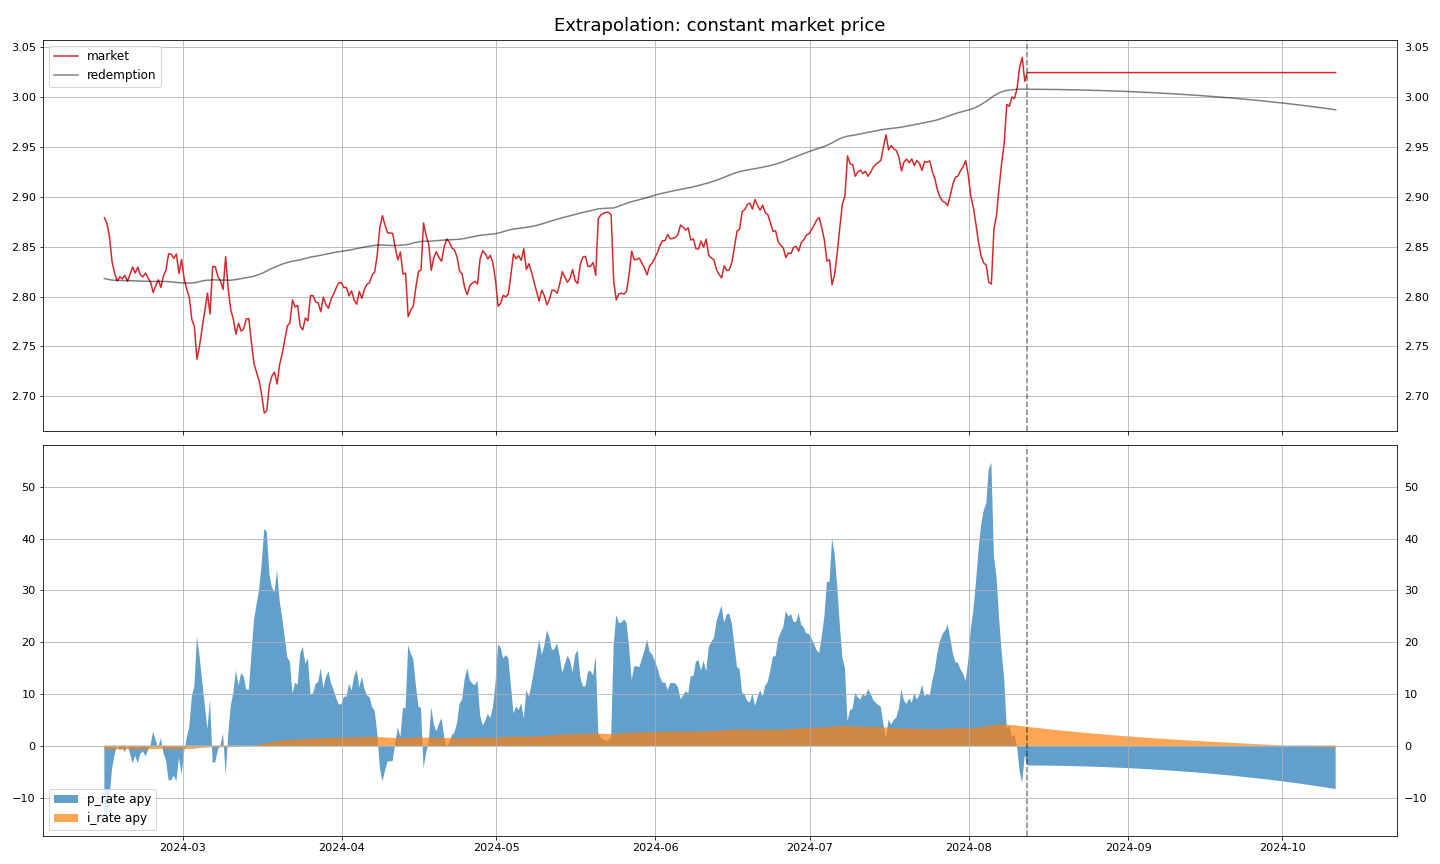 Extrapolation: constant market price
3.05 3.05
market
redemption
3.00 3.00
2.95 2.95
2.90 2.90
2.85 2.85
2.80 2.80
2.75 2.75
2.70 2.70
50 50
40 40
30 30
20 20
10 10
0 0
−10 −10
p_rate apy
i_rate apy
2024-03 2024-04 2024-05 2024-06 2024-07 2024-08 2024-09 2024-10